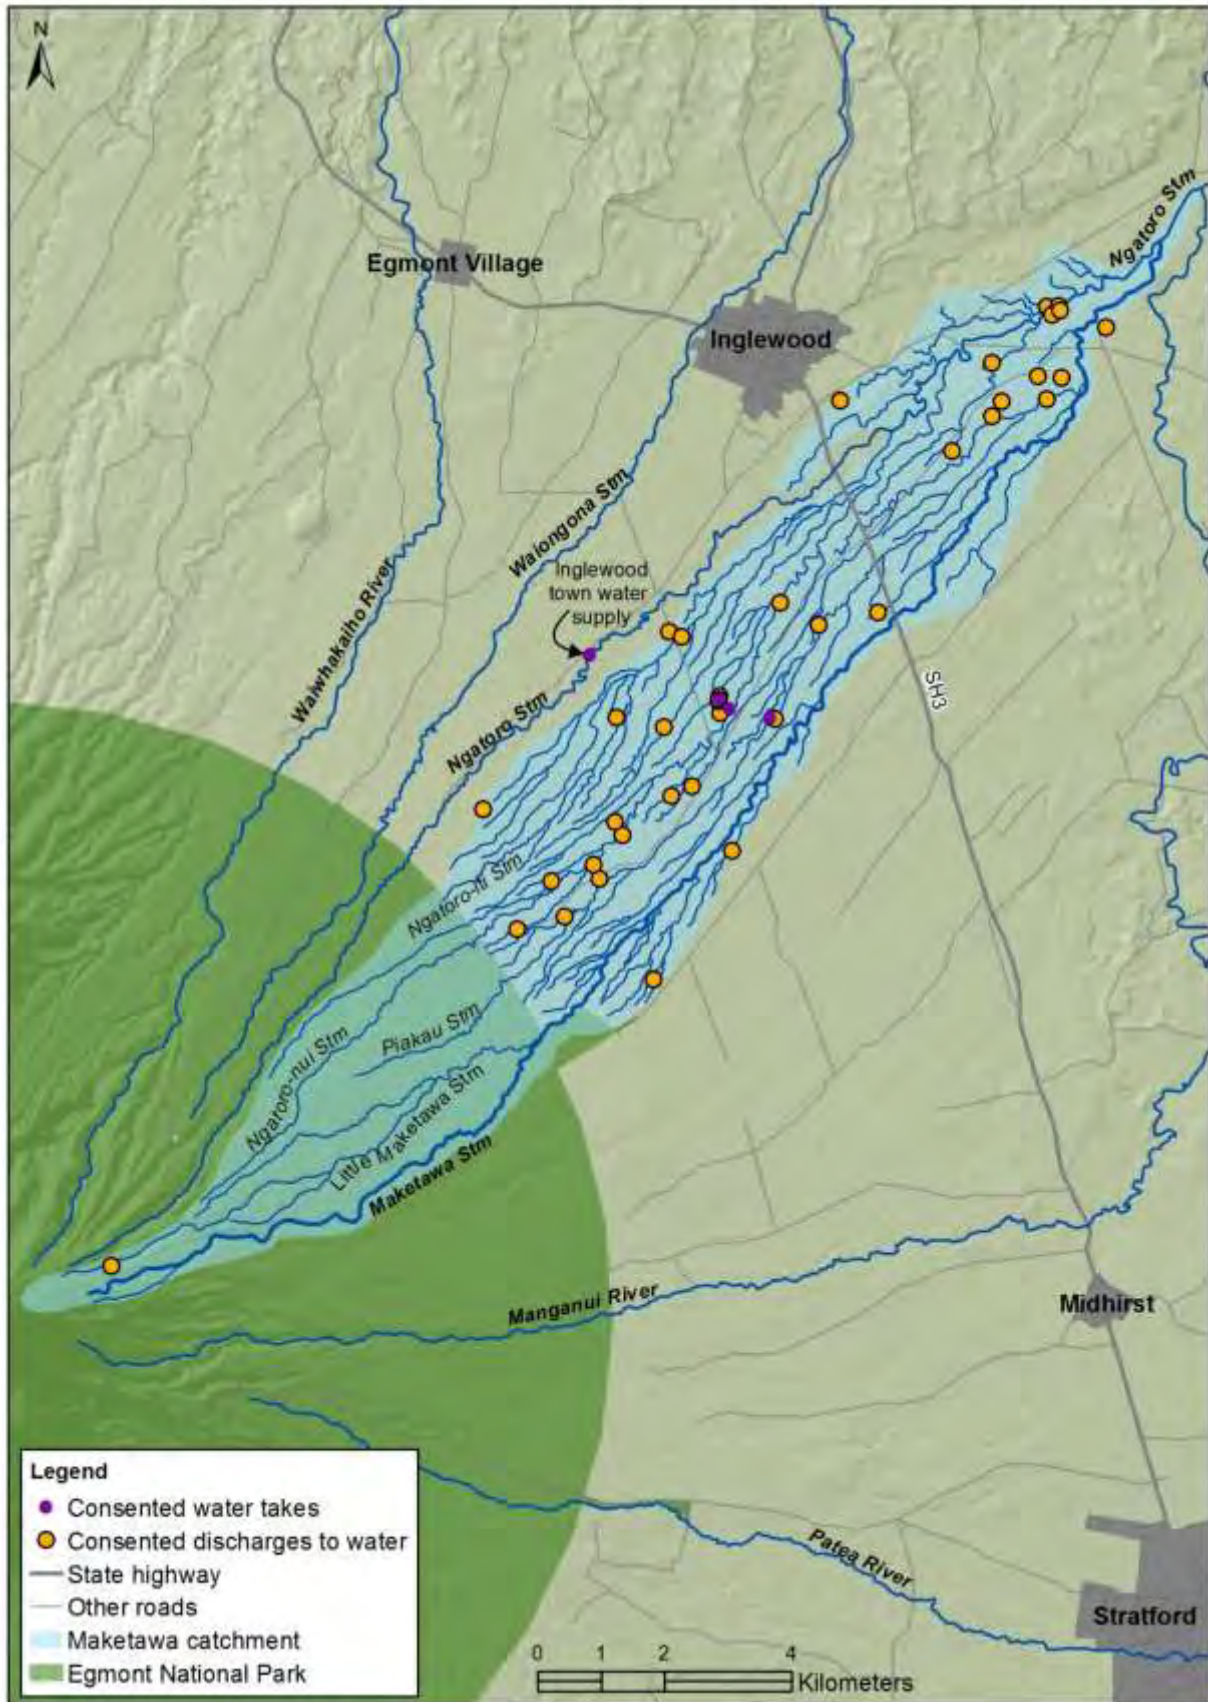 N
Ngatoro Stm
Egmont Village
Inglewood
Waiongona Stm
Inglewood
town water
supply
Waiwhakaiho River
SH3
Ngatoro Stm
Ngatoro-iti Stm
Piakau Stm
Ngatoro-nui Stm
Little Maketawa Stm
Maketawa Stm
Manganui River
Midhirst
Patea River
Stratford
Legend
Consented water takes
Consented discharges to water
State highway
Other roads
Maketawa catchment
Egmont National Park
0 1 2 4
Kilometers